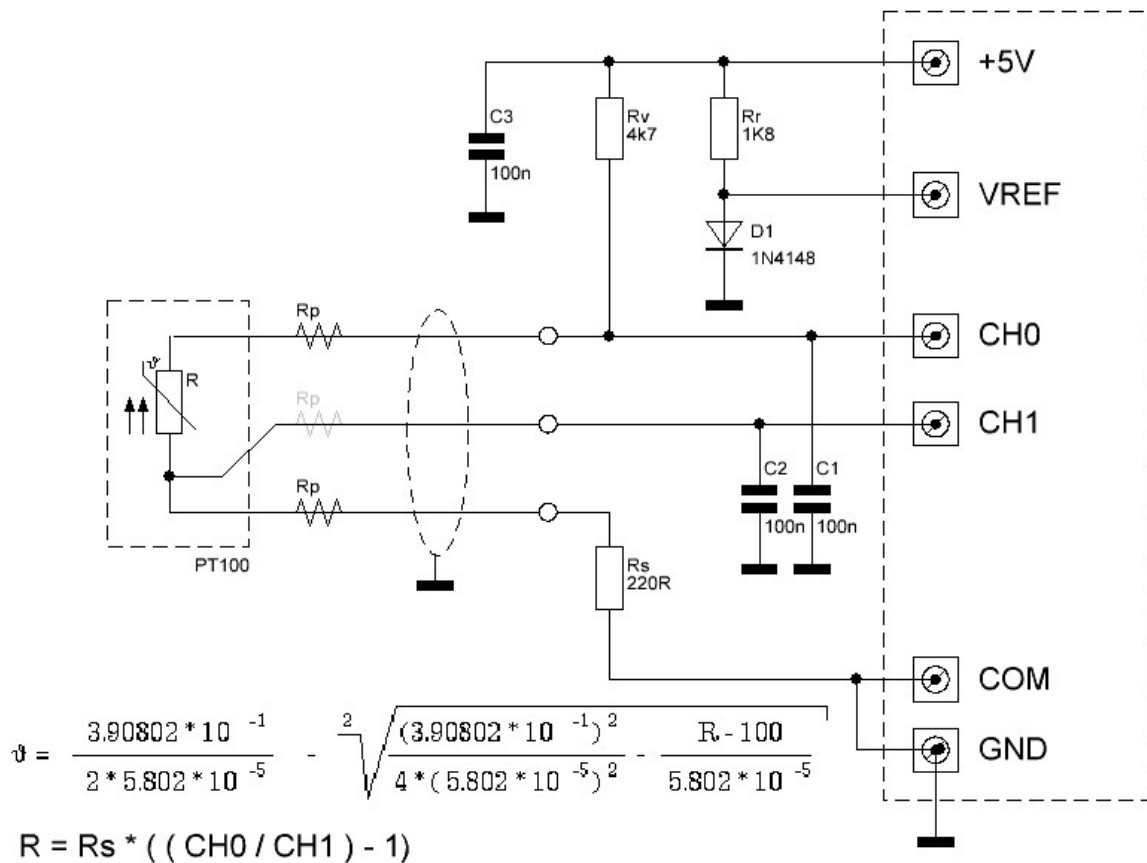 +5V
C3
100n
Rv
4k7
Rr
1K8
VREF
D1
1N4148
Rp
CH0
ϑ
R
Rp
CH1
C2
C1
100n
100n
Rp
PT100
Rs
220R
COM
GND
ϑ = 3.90802 * 10 ⁻¹ / 2 * 5.802 * 10 ⁻⁵ - ²√ (3.90802 * 10 ⁻¹) ² / 4 * (5.802 * 10 ⁻⁵) ² - R - 100 / 5.802 * 10 ⁻⁵
R = Rs * ( ( CH0 / CH1 ) - 1)